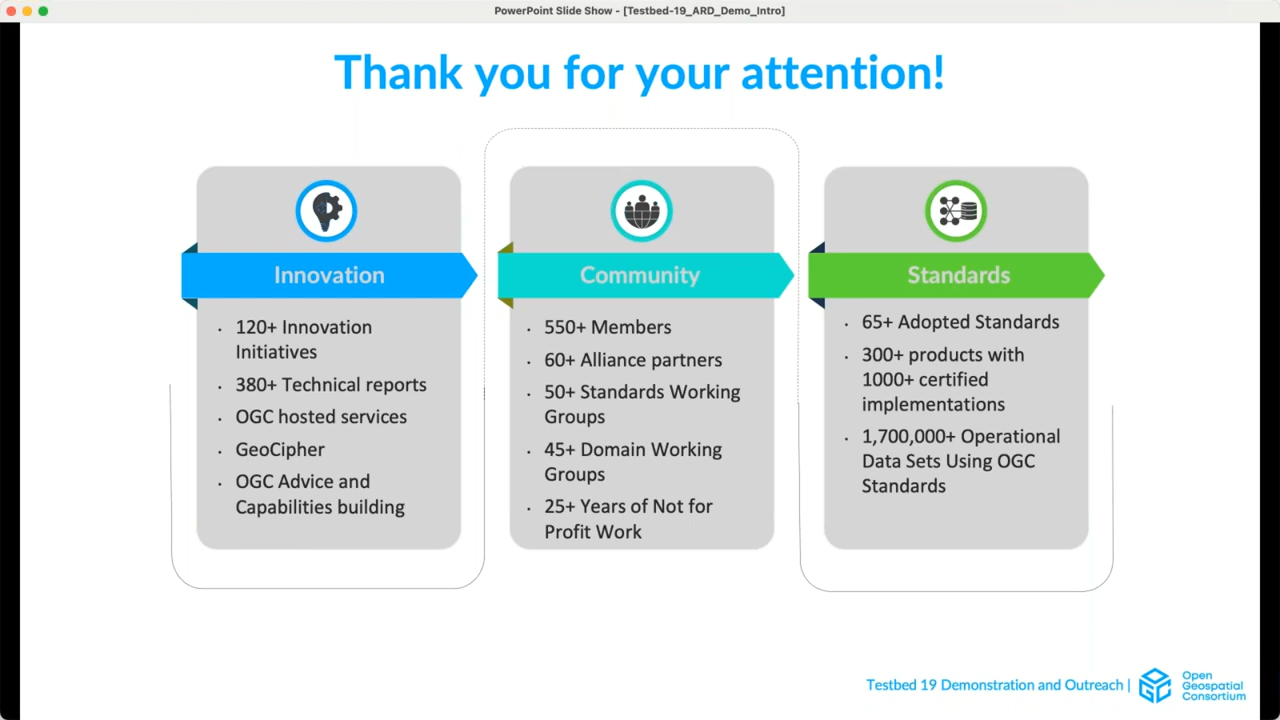 PowerPoint Slide Show - [Testbed-19_ARD_Demo_Intro]
Thank you for your attention!
Innovation
· 120+ Innovation
Initiatives
· 380+ Technical reports
· OGC hosted services
· GeoCipher
· OGC Advice and
Capabilities building
Community
· 550+ Members
· 60+ Alliance partners
· 50+ Standards Working
Groups
· 45+ Domain Working
Groups
· 25+ Years of Not for
Profit Work
Standards
· 65+ Adopted Standards
· 300+ products with
1000+ certified
implementations
· 1,700,000+ Operational
Data Sets Using OGC
Standards
Testbed 19 Demonstration and Outreach |
Open
Geospatial
Consortium